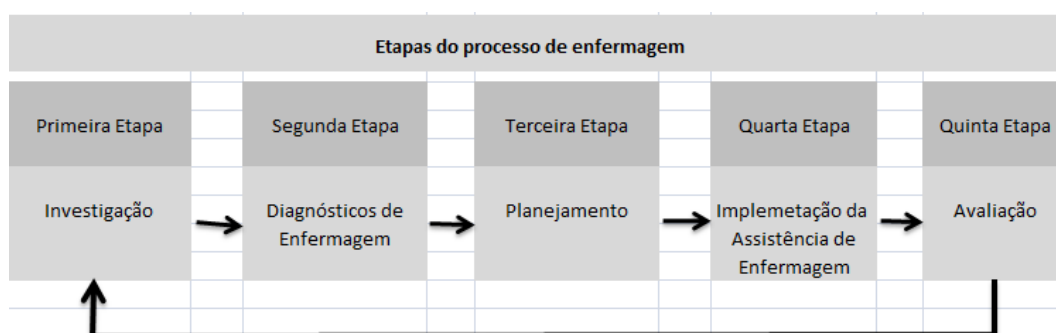 Etapas do processo de enfermagem
Primeira Etapa
Segunda Etapa
Terceira Etapa
Quarta Etapa
Quinta Etapa
Investigação
Diagnósticos de
Enfermagem
Planejamento
Implemetação da
Assistência de
Enfermagem
Avaliação